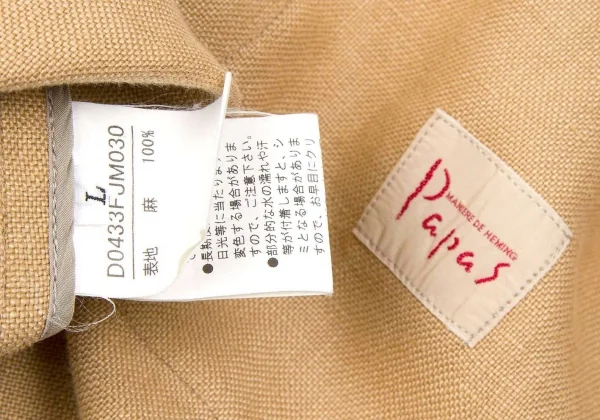 L
D0433FJM030
表地 麻 100%
●長期
日光等に当たりま
変色する場合がありま
すので、ご注意下さい。
●部分的な水の濡れや汗
等が付着しますと、シ
ミとなる場合がありま
すので、お早目にクリ
Papas
MANIÈRE DE HEMING